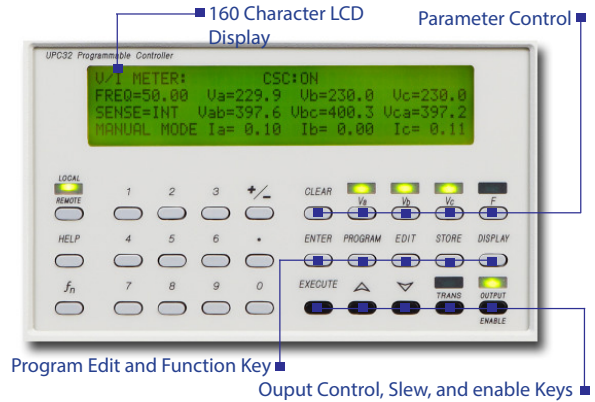 160 Character LCD
Display
Parameter Control
UPC32 Programmable Controller
V/I METER: CSC:ON
FREQ=50.00 Va=229.9 Vb=230.0 Vc=230.0
SENSE=INT Vab=397.6 Vbc=400.3 Vca=397.2
MANUAL MODE Ia= 0.10 Ib= 0.00 Ic= 0.11
LOCAL
REMOTE
1 2 3 +/− CLEAR Va Vb Vc F
HELP 4 5 6 • ENTER PROGRAM EDIT STORE DISPLAY
fn 7 8 9 0 EXECUTE TRANS OUTPUT
ENABLE
Program Edit and Function Key
Ouput Control, Slew, and enable Keys